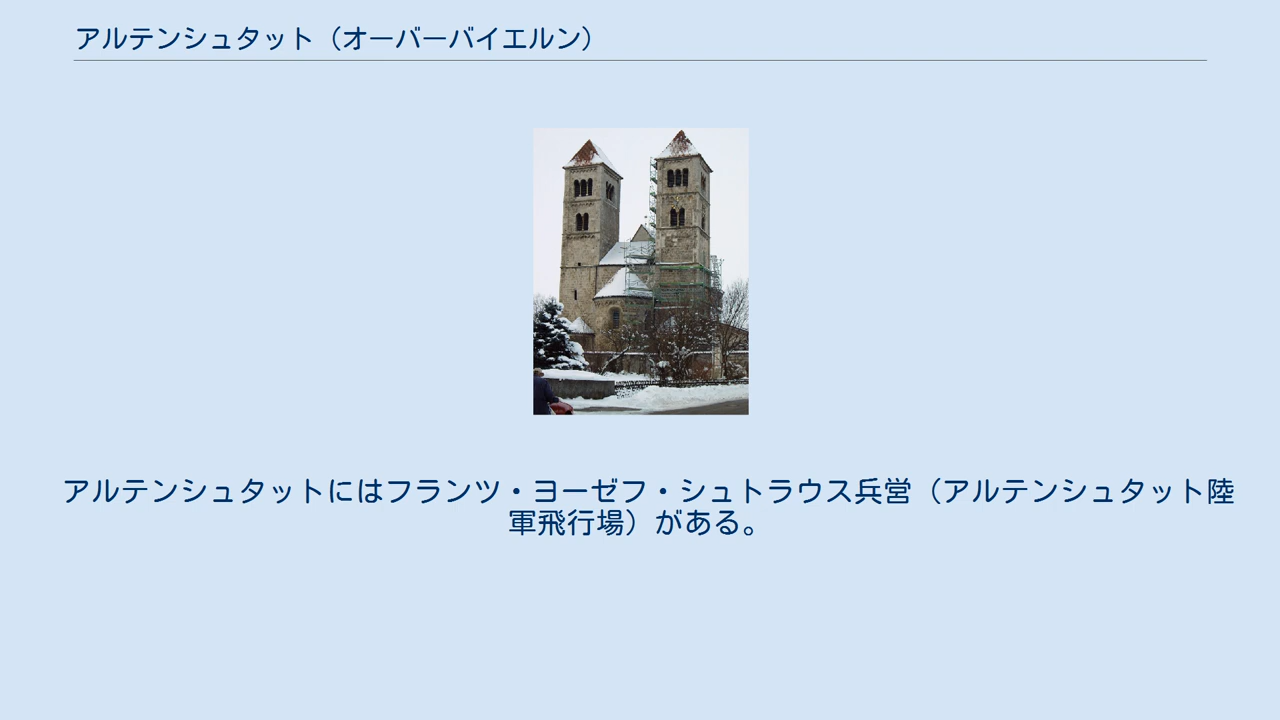 アルテンシュタット（オーバーバイエルン）
アルテンシュタットにはフランツ・ヨーゼフ・シュトラウス兵営（アルテンシュタット陸
軍飛行場）がある。